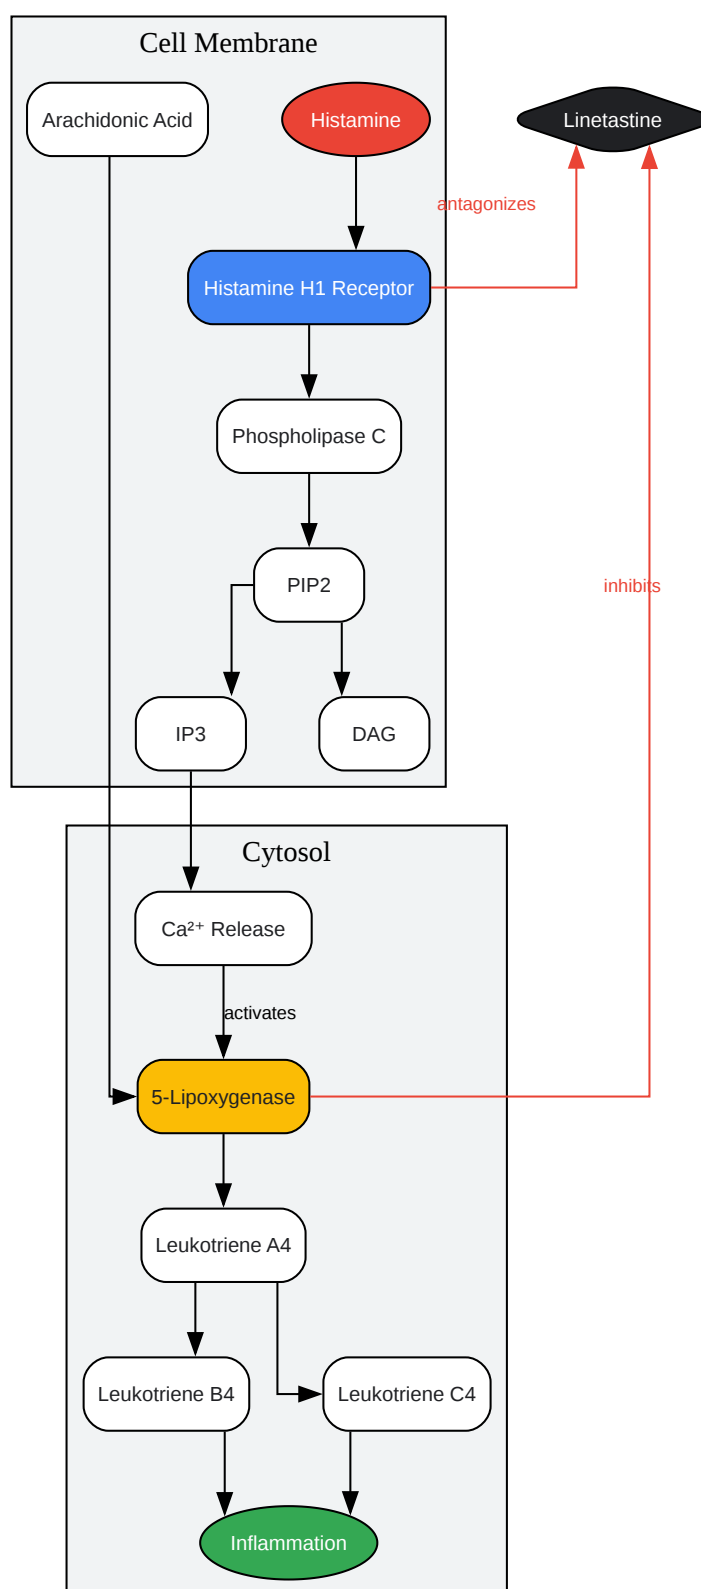 Cell Membrane
Arachidonic Acid
Histamine
Linetastine
antagonizes
Histamine H1 Receptor
Phospholipase C
PIP2
inhibits
IP3
DAG
Cytosol
Ca²⁺ Release
activates
5-Lipoxygenase
Leukotriene A4
Leukotriene B4
Leukotriene C4
Inflammation